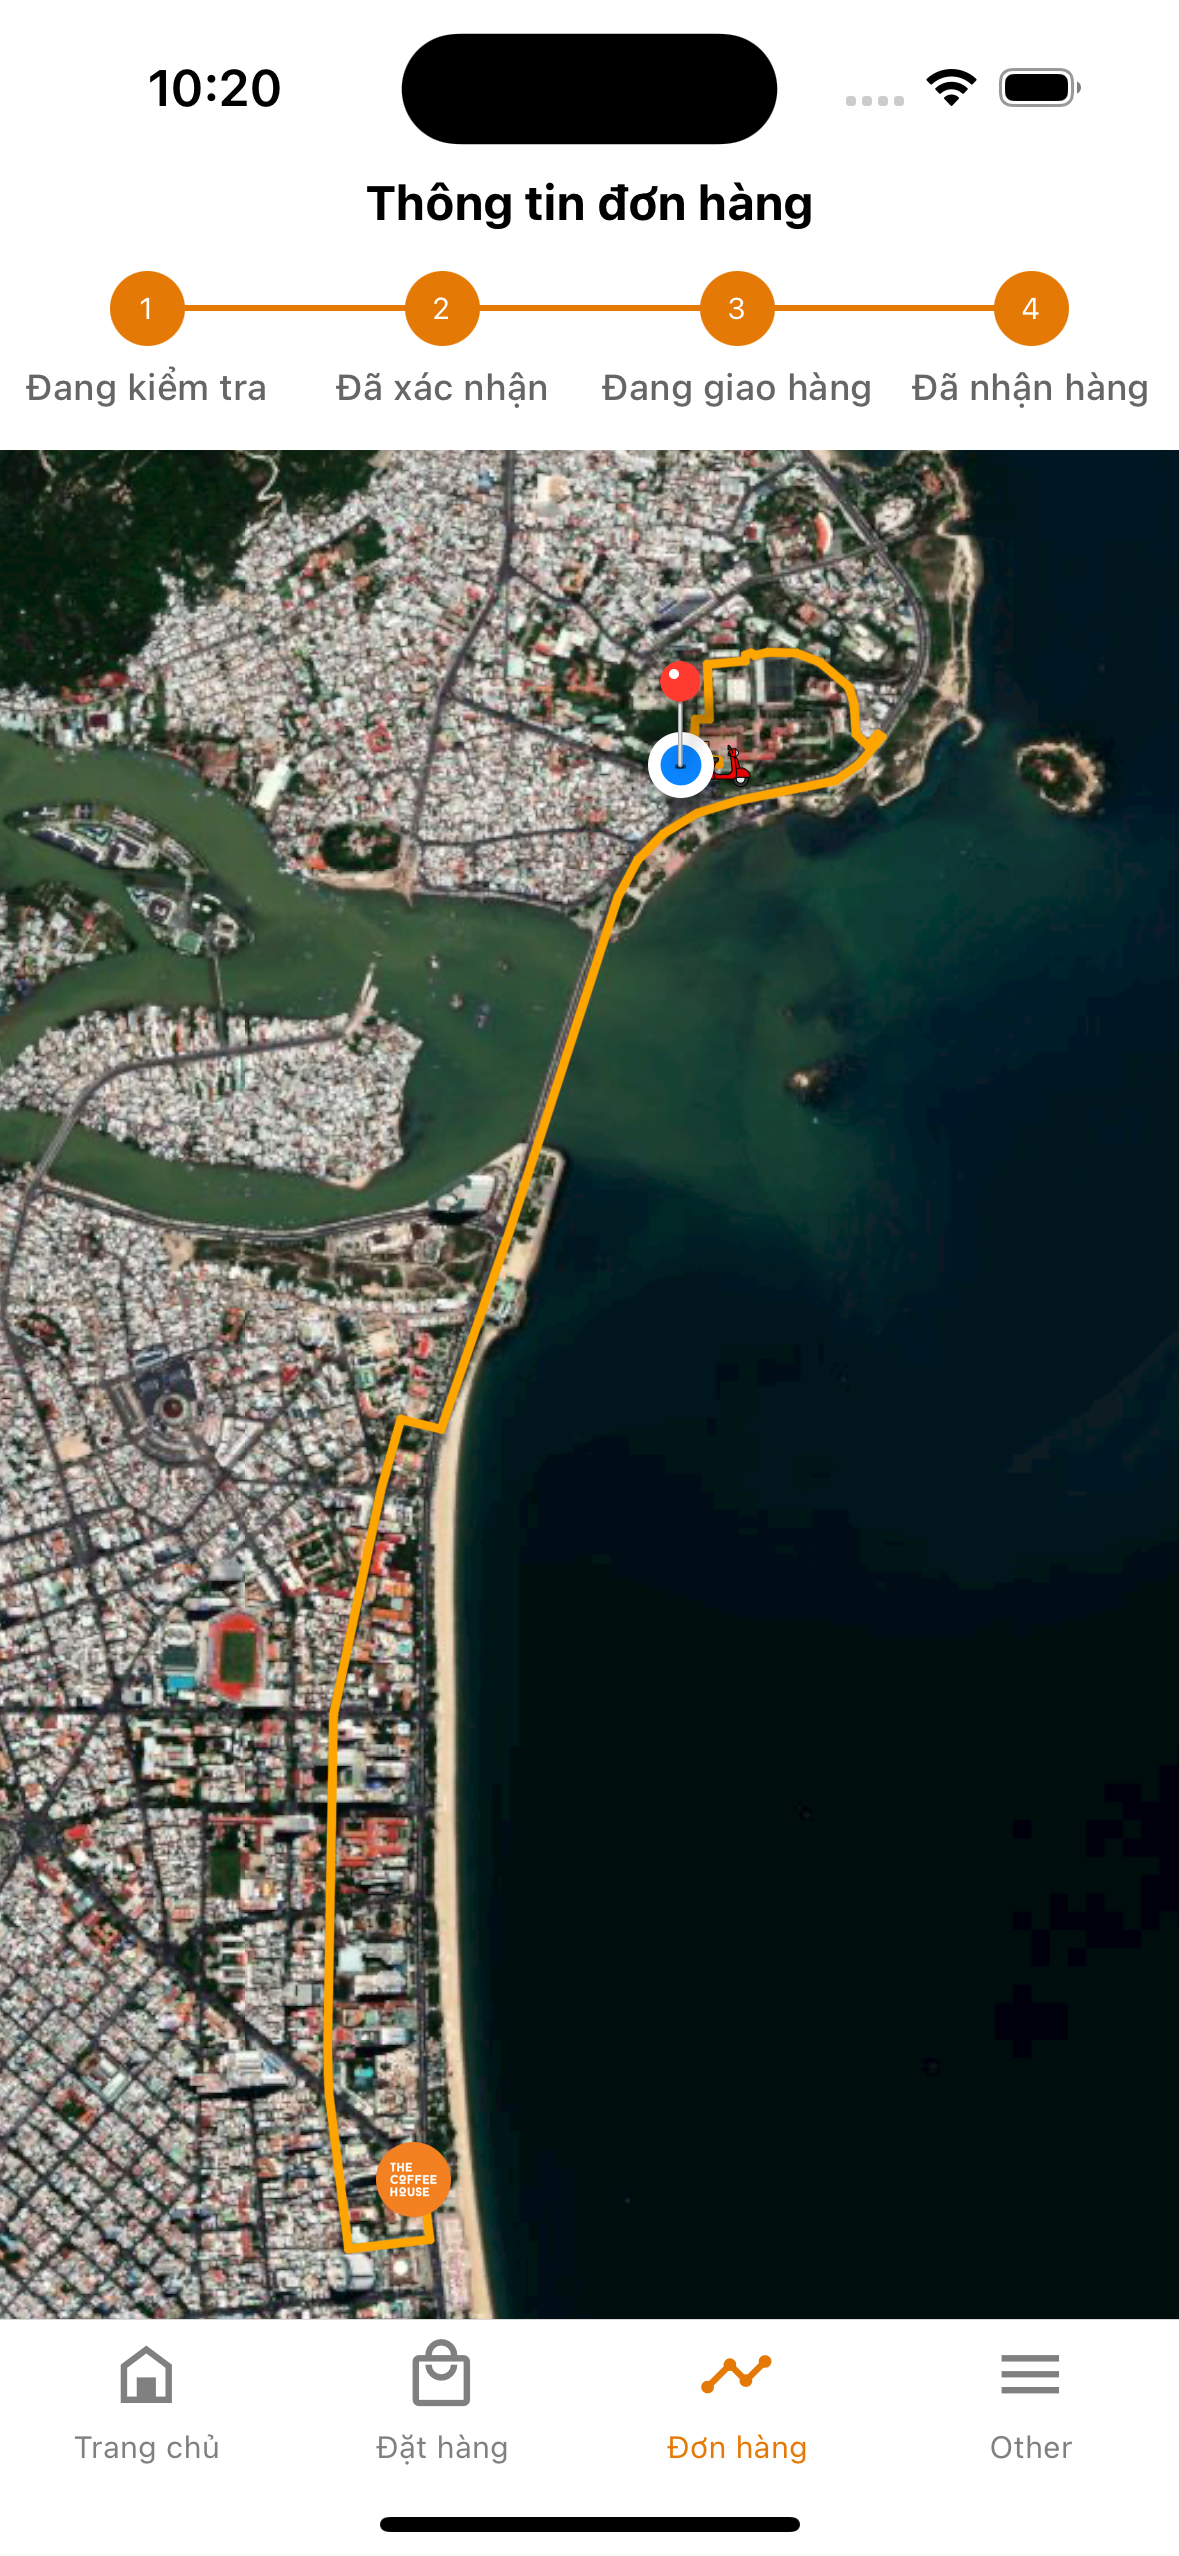 10:20
Thông tin đơn hàng
1 2 3 4
Đang kiểm tra Đã xác nhận Đang giao hàng Đã nhận hàng
THE
COFFEE
HOUSE
Trang chủ Đặt hàng Đơn hàng Other